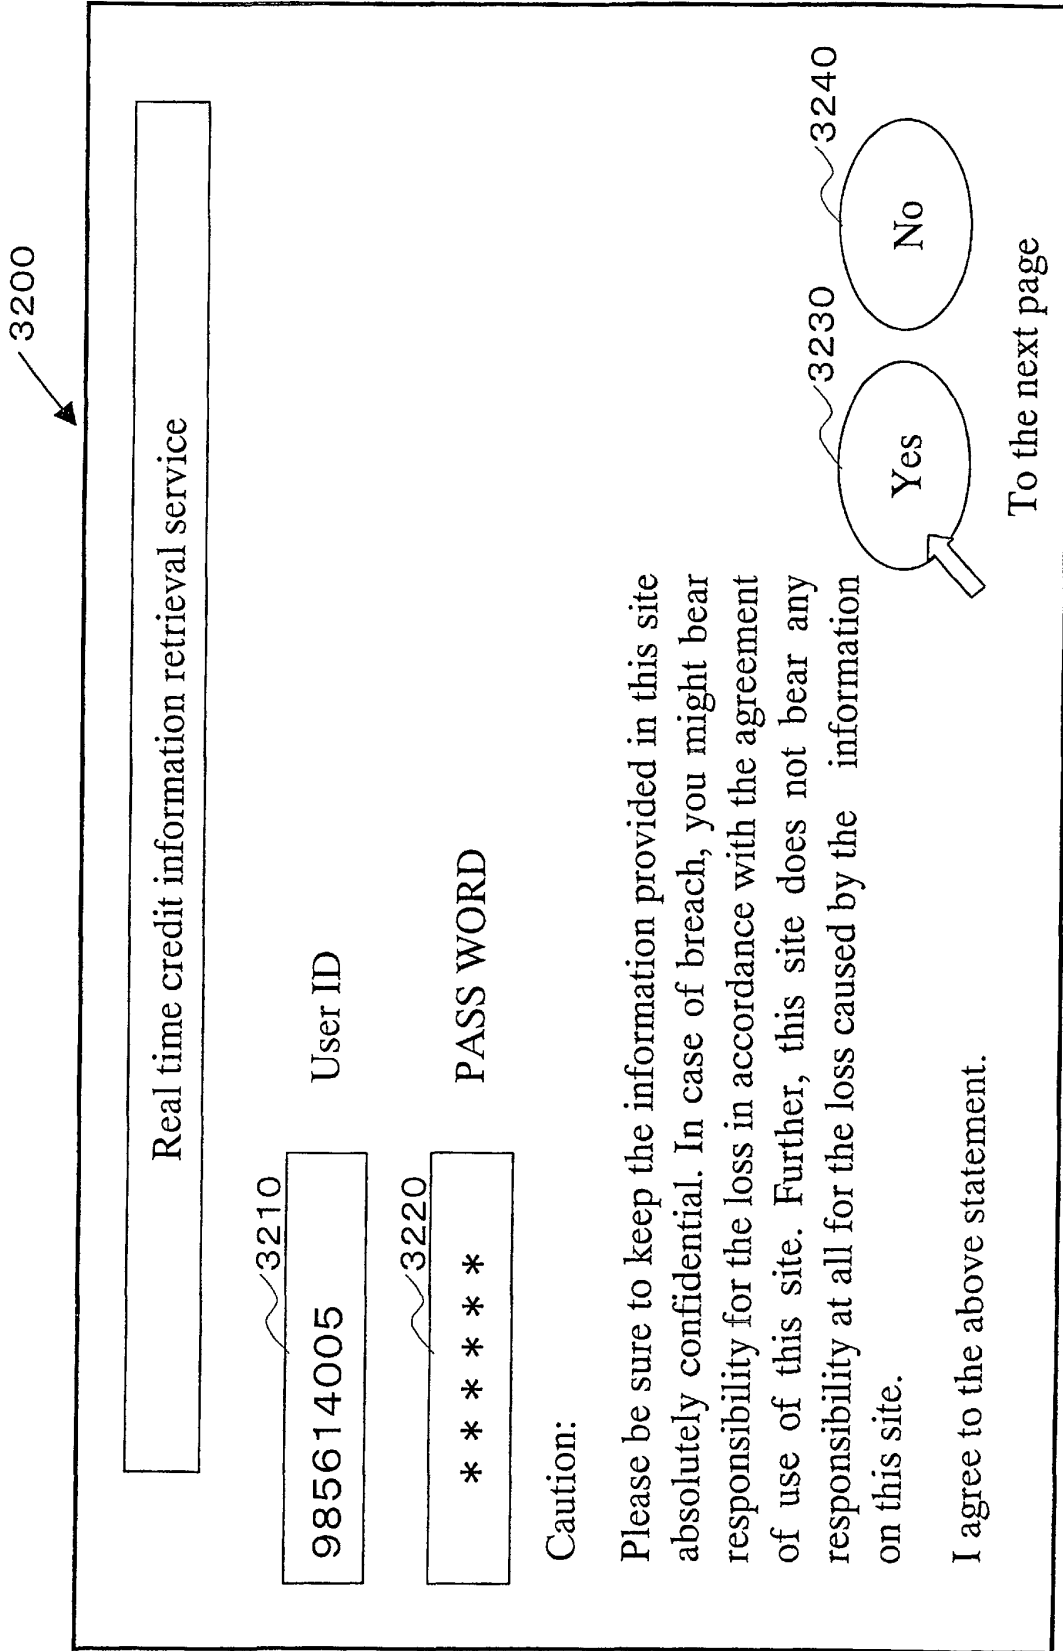 3200
Real time credit information retrieval service
3210
985614005 User ID
3220
* * * * * * PASS WORD
Caution:
Please be sure to keep the information provided in this site
absolutely confidential. In case of breach, you might bear
responsibility for the loss in accordance with the agreement
of use of this site. Further, this site does not bear any
responsibility at all for the loss caused by the information
on this site.
3230 3240
Yes No
I agree to the above statement.
To the next page